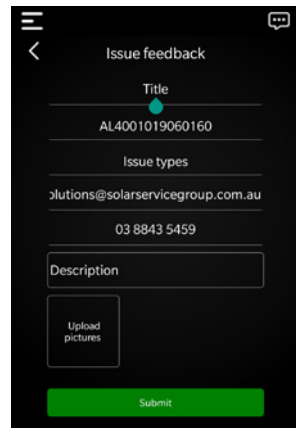 Issue feedback
Title
AL4001019060160
Issue types
olutions@solarservicegroup.com.au
03 8843 5459
Description
Upload
pictures
Submit